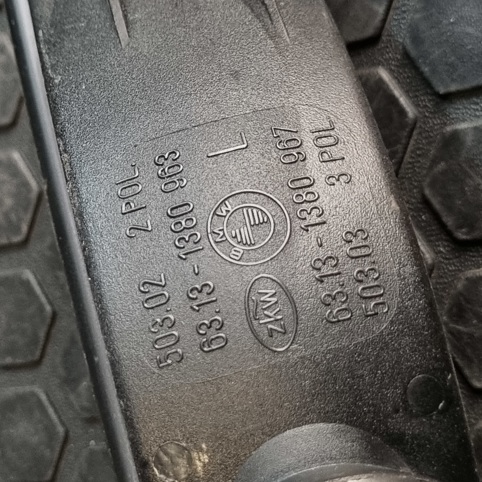 2 POL.
503.02
63.13 - 1380 963
L
BMW
zkw
63.13 - 1380 967
3 POL
503.03